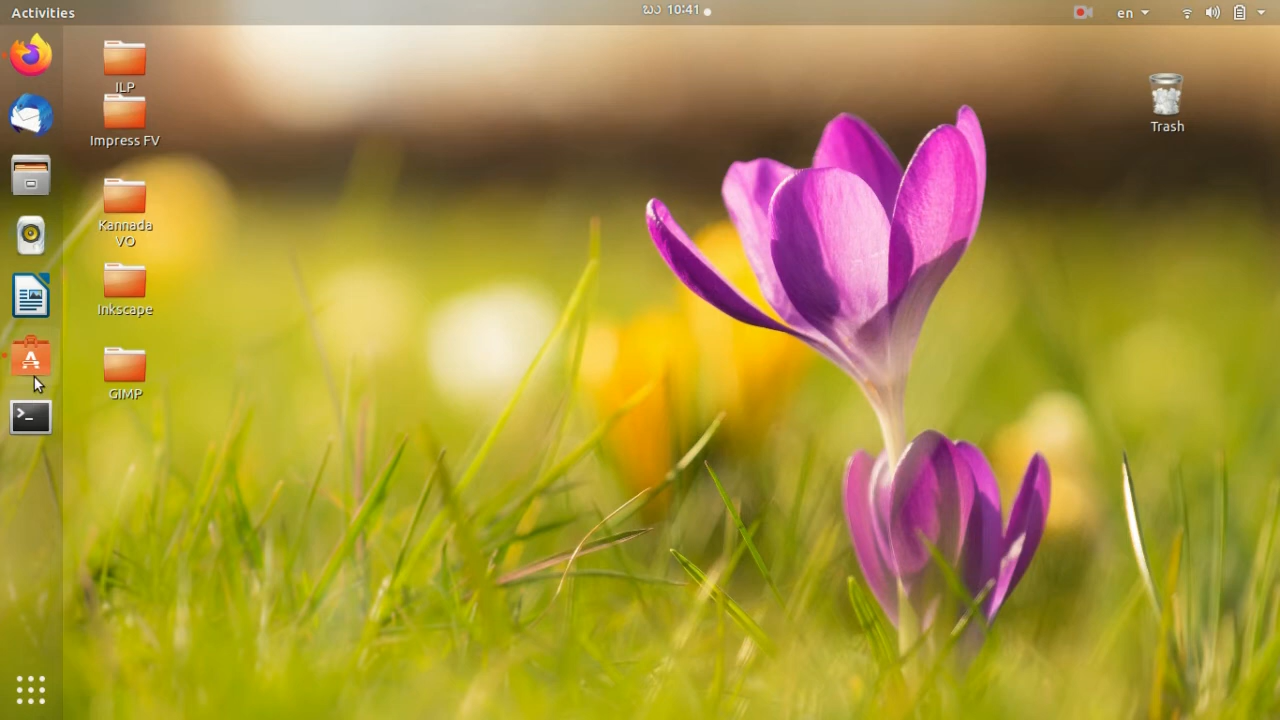 Activities
10:41
en
ILP
Impress FV
Kannada
VO
Inkscape
GIMP
Trash